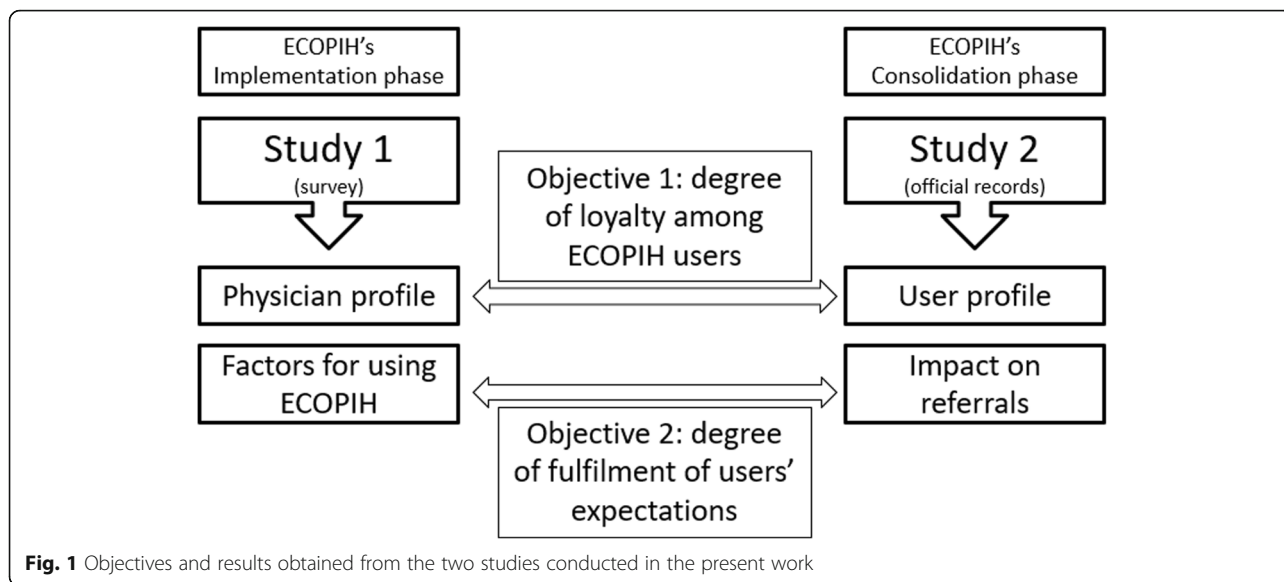 ECOPIH's
Implementation phase
ECOPIH's
Consolidation phase
Study 1
(survey)
Study 2
(official records)
Objective 1: degree
of loyalty among
ECOPIH users
Physician profile
User profile
Factors for using
ECOPIH
Impact on
referrals
Objective 2: degree
of fulfilment of users'
expectations
Fig. 1 Objectives and results obtained from the two studies conducted in the present work